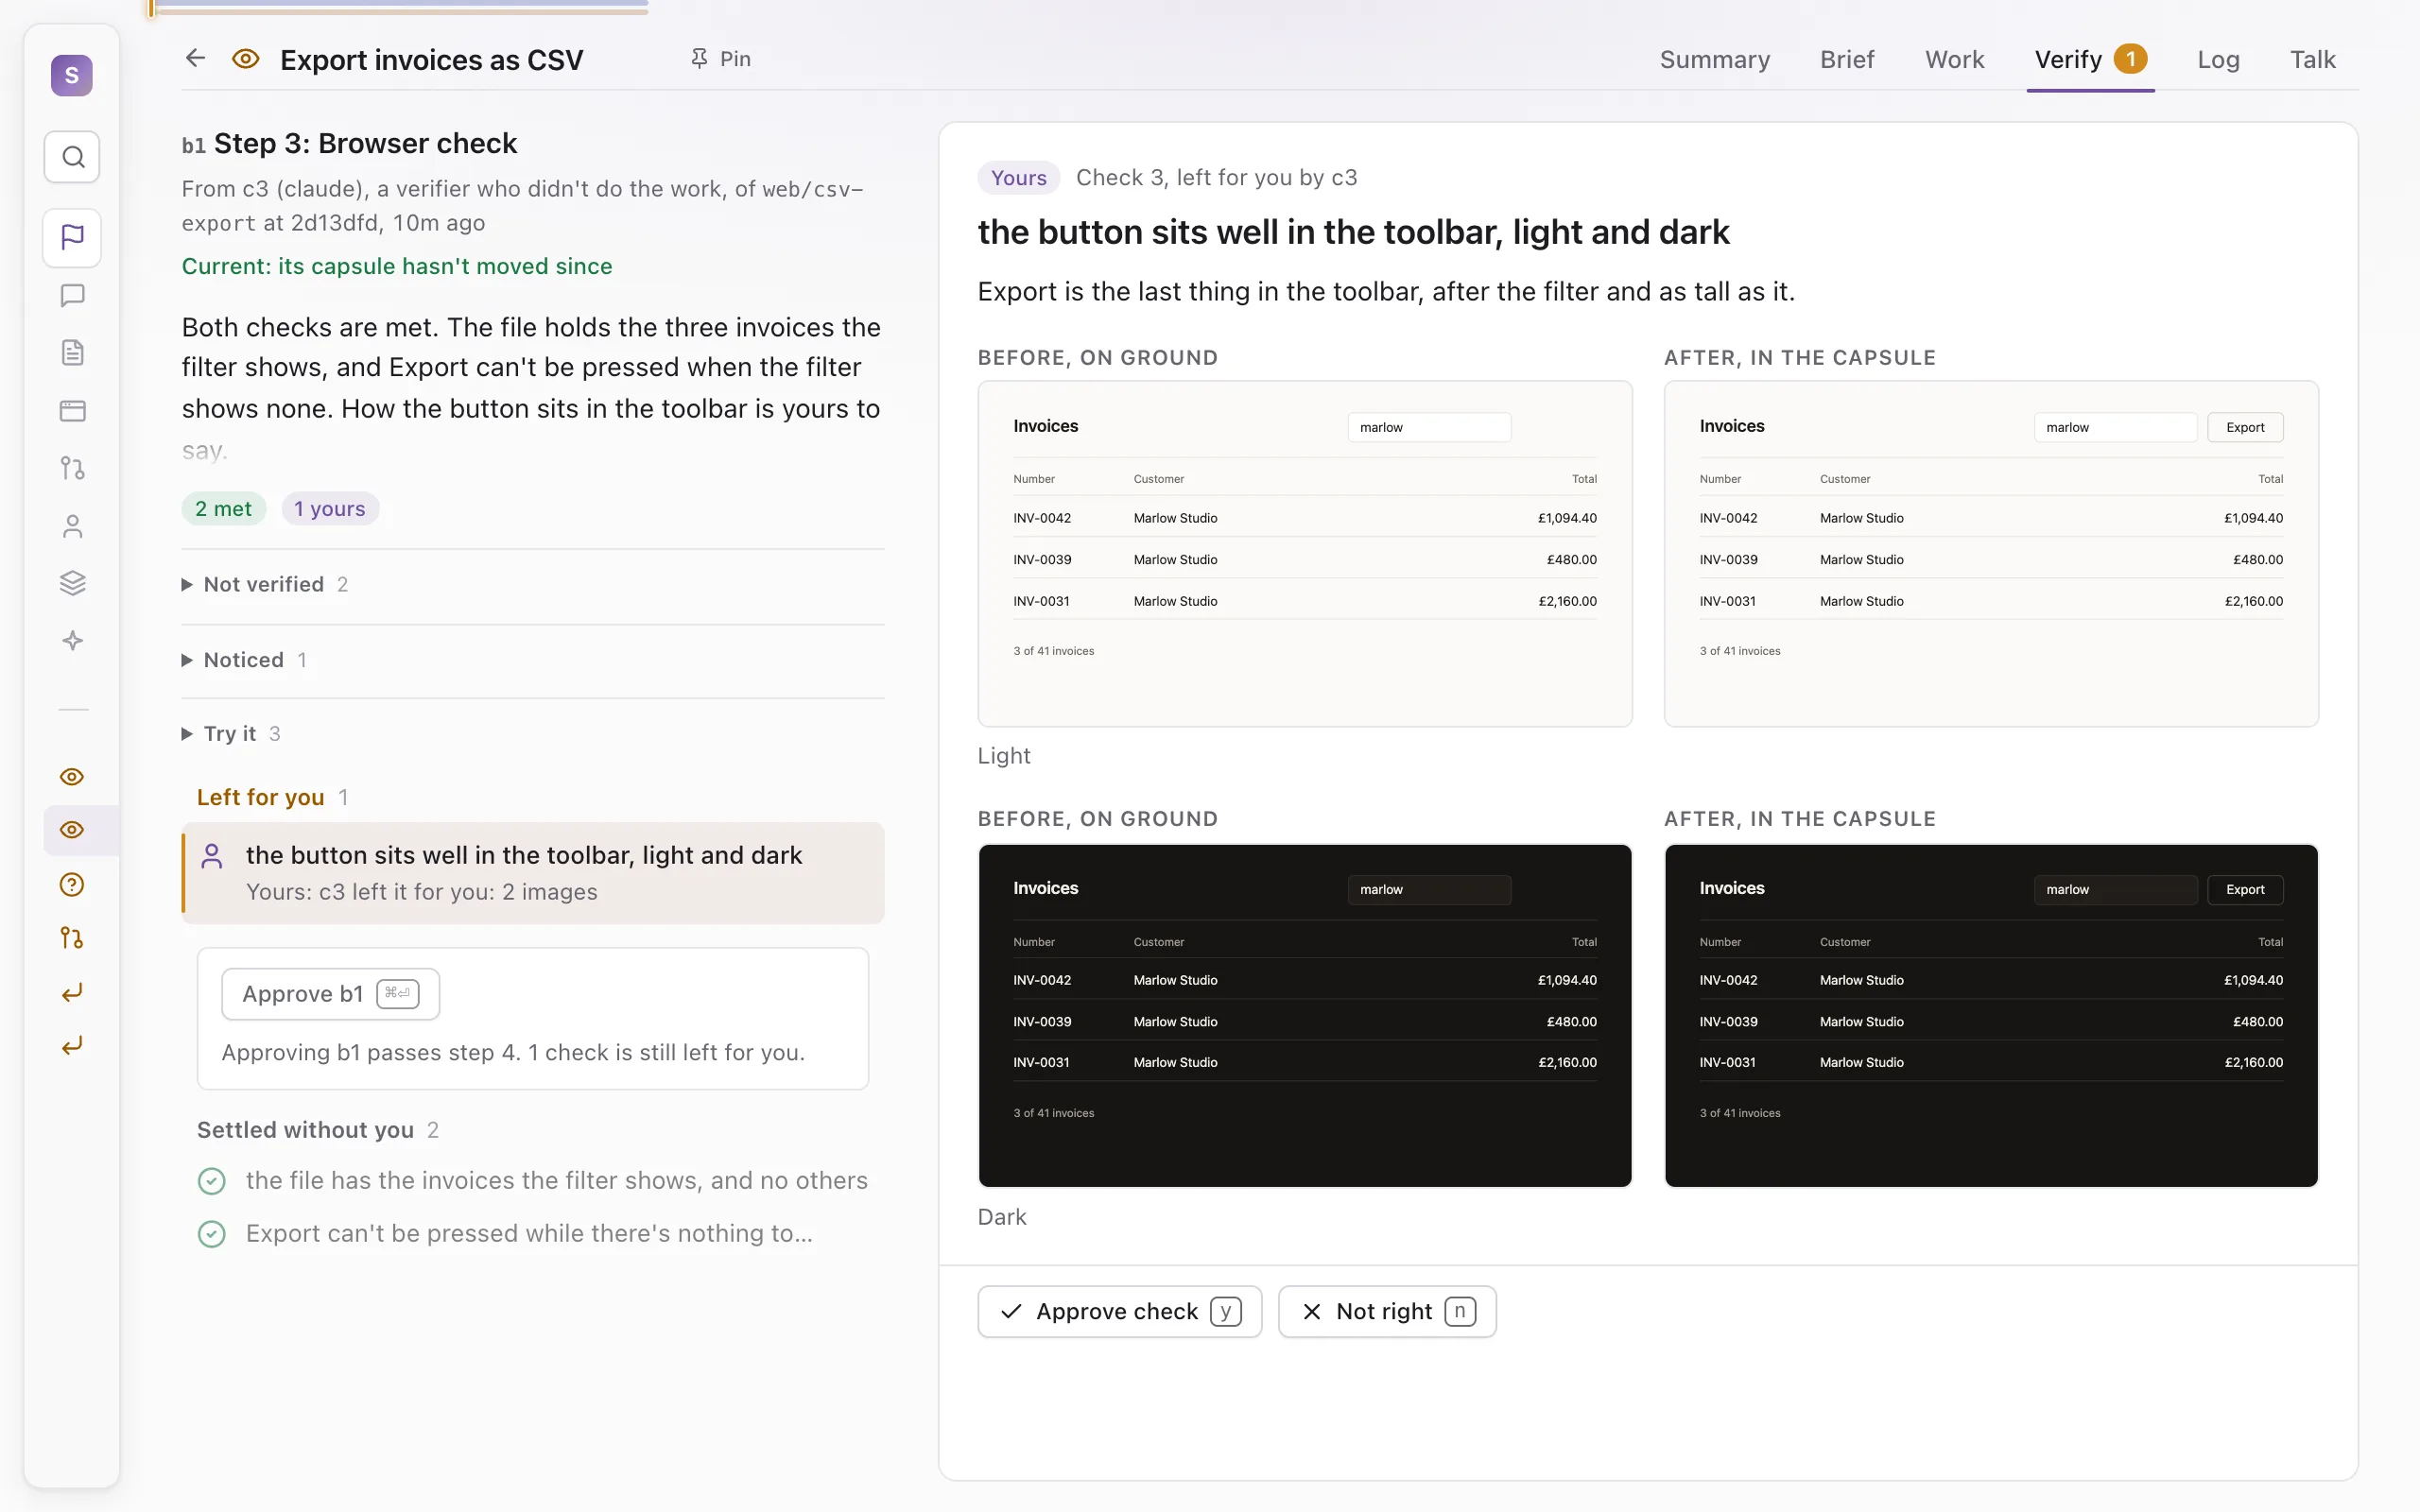 S
Export invoices as CSV
Pin
Summary
Brief
Work
Verify 1
Log
Talk
b1 Step 3: Browser check
From c3 (claude), a verifier who didn't do the work, of web/csv-
export at 2d13dfd, 10m ago
Current: its capsule hasn't moved since
Both checks are met. The file holds the three invoices the
filter shows, and Export can't be pressed when the filter
shows none. How the button sits in the toolbar is yours to
say.
2 met
1 yours
Not verified 2
Noticed 1
Try it 3
Left for you 1
the button sits well in the toolbar, light and dark
Yours: c3 left it for you: 2 images
Approve b1 ⌘⏎
Approving b1 passes step 4. 1 check is still left for you.
Settled without you 2
the file has the invoices the filter shows, and no others
Export can't be pressed while there's nothing to...
Yours Check 3, left for you by c3
the button sits well in the toolbar, light and dark
Export is the last thing in the toolbar, after the filter and as tall as it.
BEFORE, ON GROUND
Invoices marlow
Number Customer Total
INV-0042 Marlow Studio £1,094.40
INV-0039 Marlow Studio £480.00
INV-0031 Marlow Studio £2,160.00
3 of 41 invoices
AFTER, IN THE CAPSULE
Invoices marlow Export
Number Customer Total
INV-0042 Marlow Studio £1,094.40
INV-0039 Marlow Studio £480.00
INV-0031 Marlow Studio £2,160.00
3 of 41 invoices
Light
BEFORE, ON GROUND
Invoices marlow
Number Customer Total
INV-0042 Marlow Studio £1,094.40
INV-0039 Marlow Studio £480.00
INV-0031 Marlow Studio £2,160.00
3 of 41 invoices
AFTER, IN THE CAPSULE
Invoices marlow Export
Number Customer Total
INV-0042 Marlow Studio £1,094.40
INV-0039 Marlow Studio £480.00
INV-0031 Marlow Studio £2,160.00
3 of 41 invoices
Dark
Approve check y
Not right n